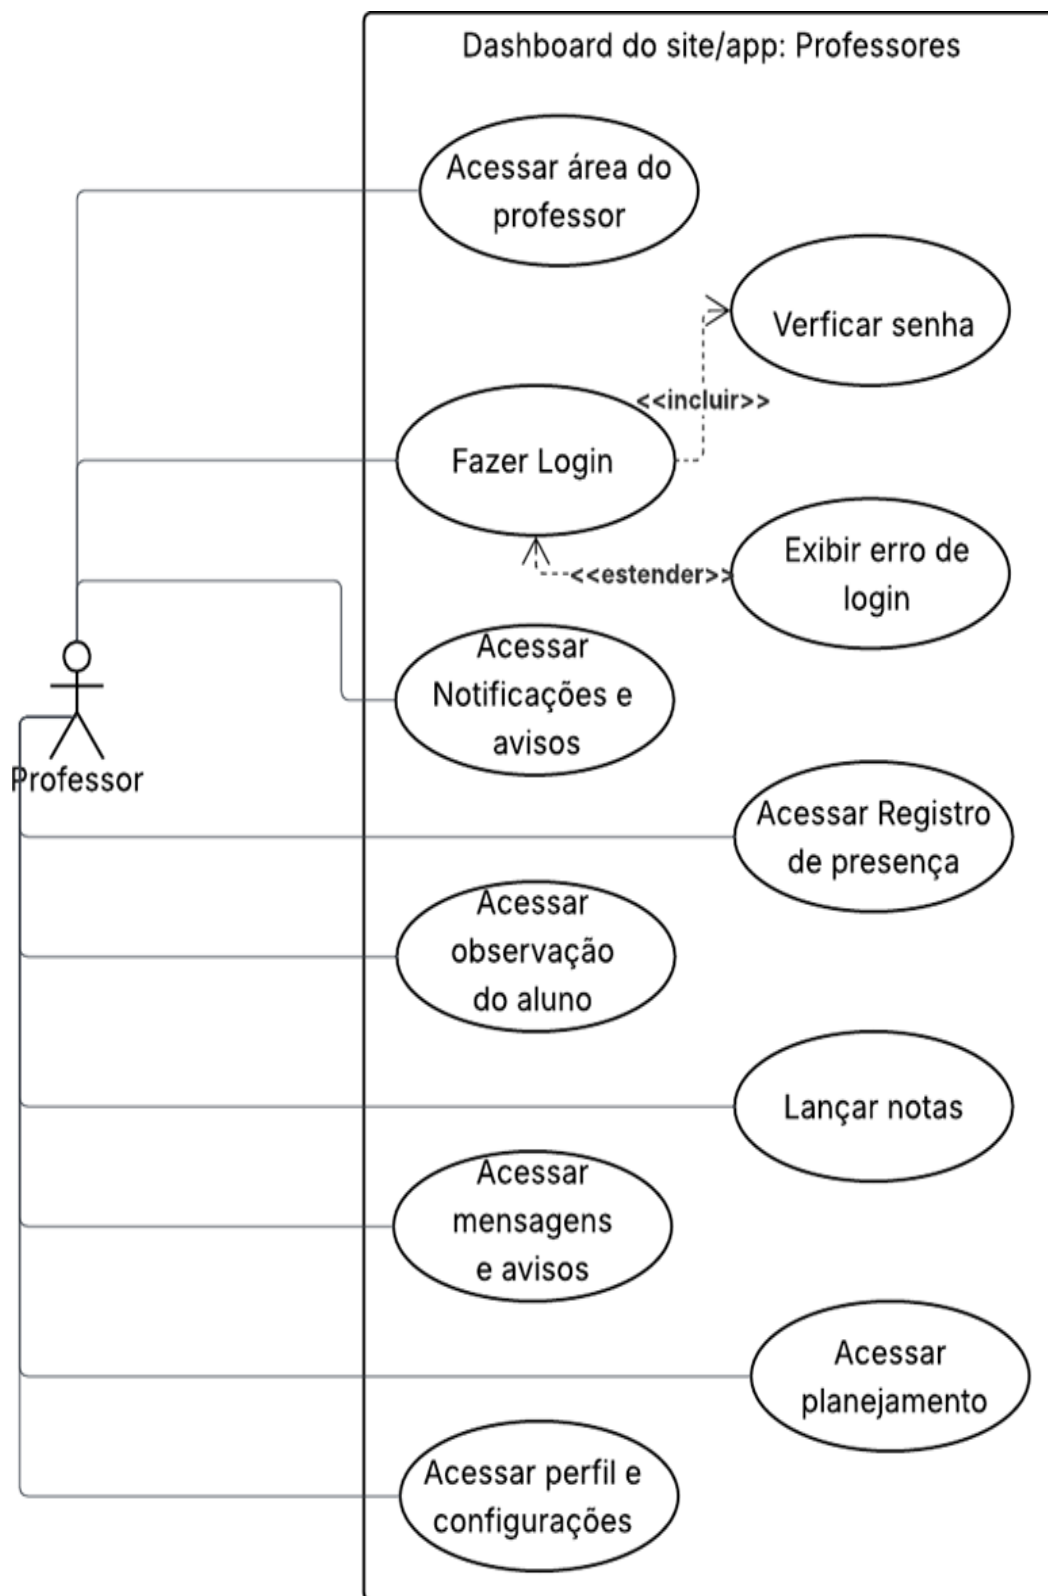 Dashboard do site/app: Professores
Acessar área do
professor
Verficar senha
<<incluir>>
Fazer Login
Exibir erro de
login
<<estender>>
Acessar
Notificações e
avisos
Professor
Acessar Registro
de presença
Acessar
observação
do aluno
Lançar notas
Acessar
mensagens
e avisos
Acessar
planejamento
Acessar perfil e
configurações